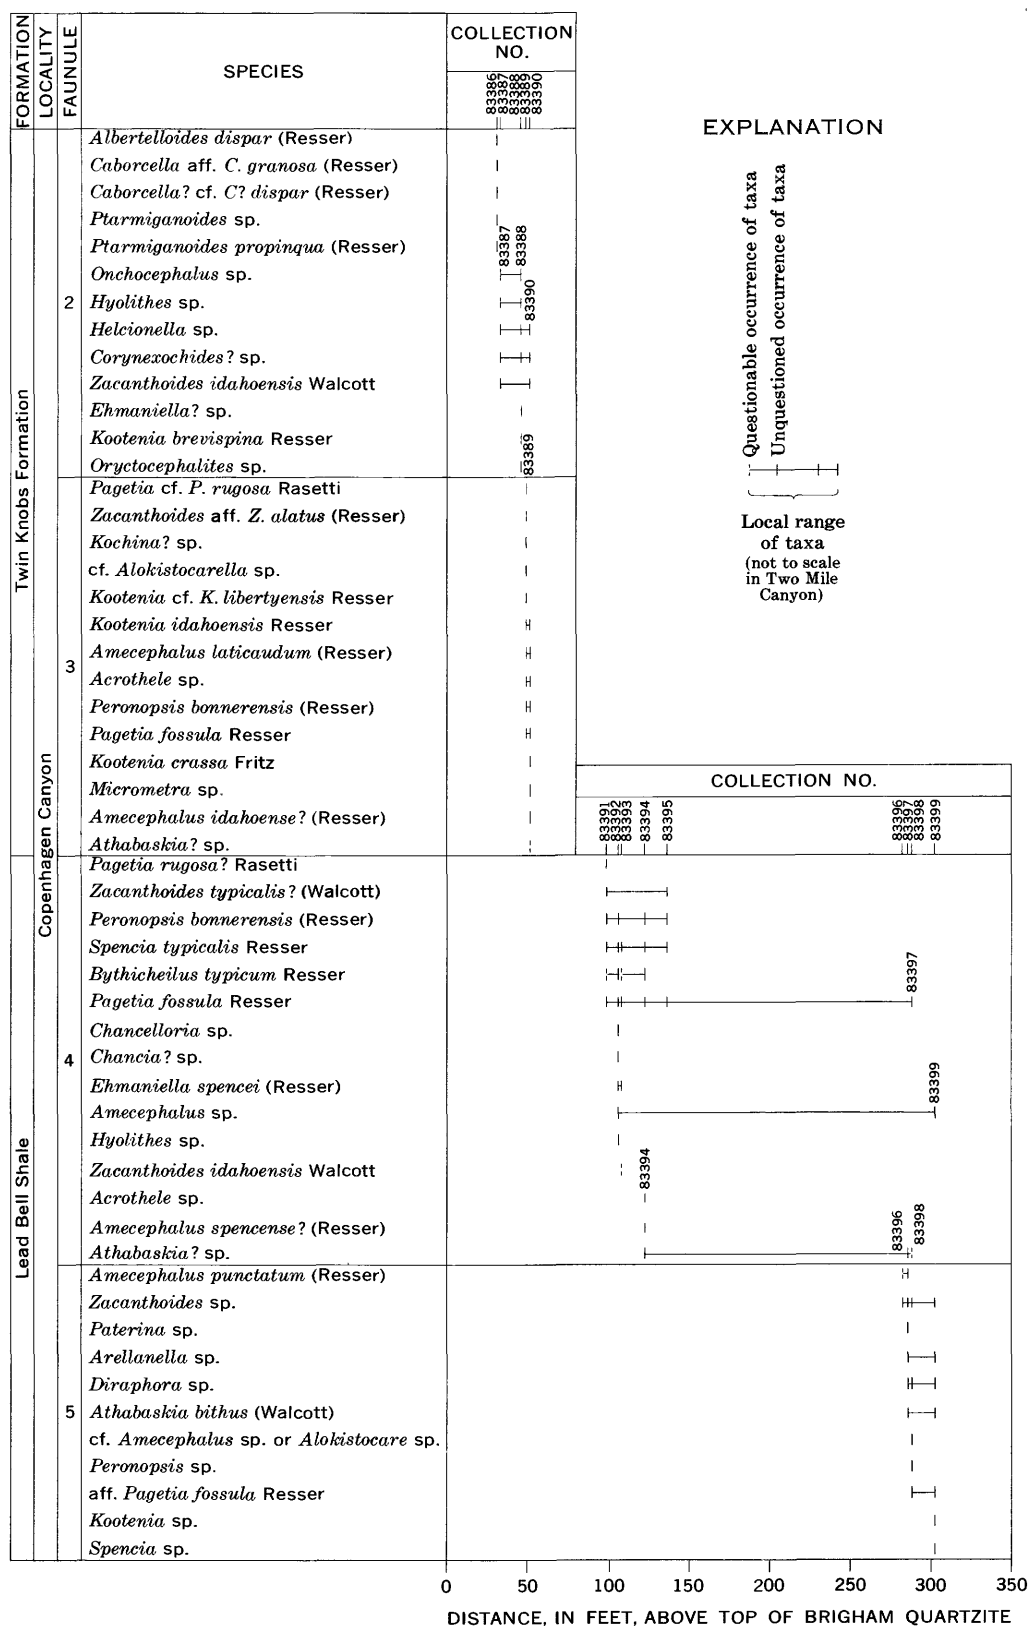 FORMATION
LOCALITY
FAUNULE
SPECIES
COLLECTION
NO.
83386
83387
83388
83389
83390
EXPLANATION
Questionable occurrence of taxa
Unquestioned occurrence of taxa
Local range
of taxa
(not to scale
in Two Mile
Canyon)
Twin Knobs Formation
Copenhagen Canyon
2
Albertelloides dispar (Resser)
Caborcella aff. C. granosa (Resser)
Caborcella? cf. C? dispar (Resser)
Ptarmiganoides sp.
Ptarmiganoides propinqua (Resser)
83387
83388
Onchocephalus sp.
Hyolithes sp.
83390
Helcionella sp.
Corynexochides? sp.
Zacanthoides idahoensis Walcott
Ehmaniella? sp.
Kootenia brevispina Resser
83389
Oryctocephalites sp.
3
Pagetia cf. P. rugosa Rasetti
Zacanthoides aff. Z. alatus (Resser)
Kochina? sp.
cf. Alokistocarella sp.
Kootenia cf. K. libertyensis Resser
Kootenia idahoensis Resser
Amecephalus laticaudum (Resser)
Acrothele sp.
Peronopsis bonnerensis (Resser)
Pagetia fossula Resser
Kootenia crassa Fritz
Micrometra sp.
Amecephalus idahoense? (Resser)
Athabaskia? sp.
COLLECTION NO.
83391
83392
83393
83394
83395
83396
83397
83398
83399
Lead Bell Shale
4
Pagetia rugosa? Rasetti
Zacanthoides typicalis? (Walcott)
Peronopsis bonnerensis (Resser)
Spencia typicalis Resser
Bythicheilus typicum Resser
83397
Pagetia fossula Resser
Chancelloria sp.
Chancia? sp.
Ehmaniella spencei (Resser)
83399
Amecephalus sp.
Hyolithes sp.
Zacanthoides idahoensis Walcott
83394
Acrothele sp.
Amecephalus spencense? (Resser)
83396
83398
Athabaskia? sp.
5
Amecephalus punctatum (Resser)
Zacanthoides sp.
Paterina sp.
Arellanella sp.
Diraphora sp.
Athabaskia bithus (Walcott)
cf. Amecephalus sp. or Alokistocare sp.
Peronopsis sp.
aff. Pagetia fossula Resser
Kootenia sp.
Spencia sp.
0 50 100 150 200 250 300 350
DISTANCE, IN FEET, ABOVE TOP OF BRIGHAM QUARTZITE